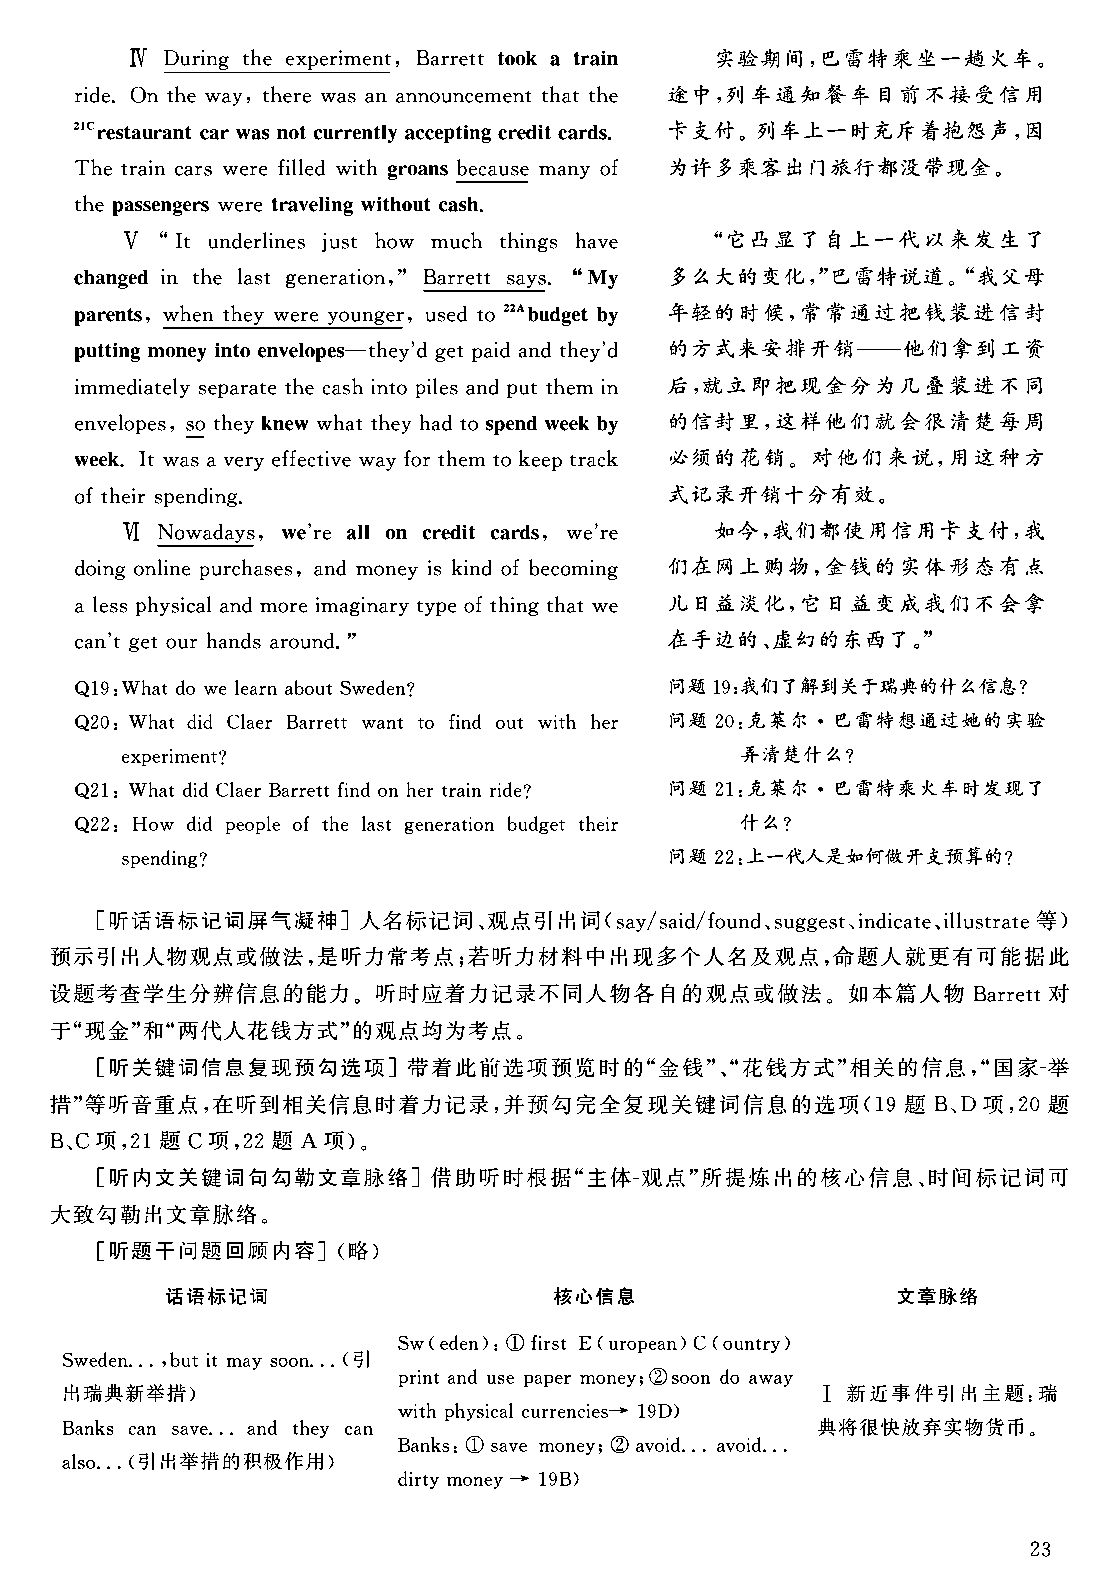 Ⅳ During the experiment, Barrett took a train
ride. On the way, there was an announcement that the
21C restaurant car was not currently accepting credit cards.
The train cars were filled with groans because many of
the passengers were traveling without cash.
Ⅴ “It underlines just how much things have
changed in the last generation,” Barrett says. “My
parents, when they were younger, used to 22A budget by
putting money into envelopes—they’d get paid and they’d
immediately separate the cash into piles and put them in
envelopes, so they knew what they had to spend week by
week. It was a very effective way for them to keep track
of their spending.
Ⅵ Nowadays, we’re all on credit cards, we’re
doing online purchases, and money is kind of becoming
a less physical and more imaginary type of thing that we
can’t get our hands around.”
Q19:What do we learn about Sweden?
Q20: What did Claer Barrett want to find out with her
experiment?
Q21: What did Claer Barrett find on her train ride?
Q22: How did people of the last generation budget their
spending?
实验期间,巴雷特乘坐一趟火车。
途中,列车通知餐车目前不接受信用
卡支付。列车上一时充斥着抱怨声,因
为许多乘客出门旅行都没带现金。
“它凸显了自上一代以来发生了
多么大的变化,”巴雷特说道。“我父母
年轻的时候,常常通过把钱装进信封
的方式来安排开销——他们拿到工资
后,就立即把现金分为几叠装进不同
的信封里,这样他们就会很清楚每周
必须的花销。对他们来说,用这种方
式记录开销十分有效。
如今,我们都使用信用卡支付,我
们在网上购物,金钱的实体形态有点
儿日益淡化,它日益变成我们不会拿
在手边的、虚幻的东西了。”
问题19:我们了解到关于瑞典的什么信息?
问题20:克莱尔·巴雷特想通过她的实验
弄清楚什么?
问题21:克莱尔·巴雷特乘火车时发现了
什么?
问题22:上一代人是如何做开支预算的?
[听话语标记词屏气凝神] 人名标记词、观点引出词(say/said/found、suggest、indicate、illustrate 等)
预示引出人物观点或做法,是听力常考点;若听力材料中出现多个人名及观点,命题人就更有可能据此
设题考查学生分辨信息的能力。听时应着力记录不同人物各自的观点或做法。如本篇人物 Barrett 对
于“现金”和“两代人花钱方式”的观点均为考点。
[听关键词信息复现预勾选项] 带着此前选项预览时的“金钱”、“花钱方式”相关的信息,“国家-举
措”等听音重点,在听到相关信息时着力记录,并预勾完全复现关键词信息的选项(19 题 B、D 项,20 题
B、C 项,21 题 C 项,22 题 A 项)。
[听内文关键词句勾勒文章脉络] 借助听时根据“主体-观点”所提炼出的核心信息、时间标记词可
大致勾勒出文章脉络。
[听题干问题回顾内容] (略)
话语标记词
Sweden...,but it may soon...(引
出瑞典新举措)
Banks can save... and they can
also...(引出举措的积极作用)
核心信息
Sw(eden): ① first E(uropean)C(ountry)
print and use paper money;②soon do away
with physical currencies→ 19D)
Banks: ① save money; ② avoid... avoid...
dirty money → 19B)
文章脉络
Ⅰ 新近事件引出主题:瑞
典将很快放弃实物货币。
23